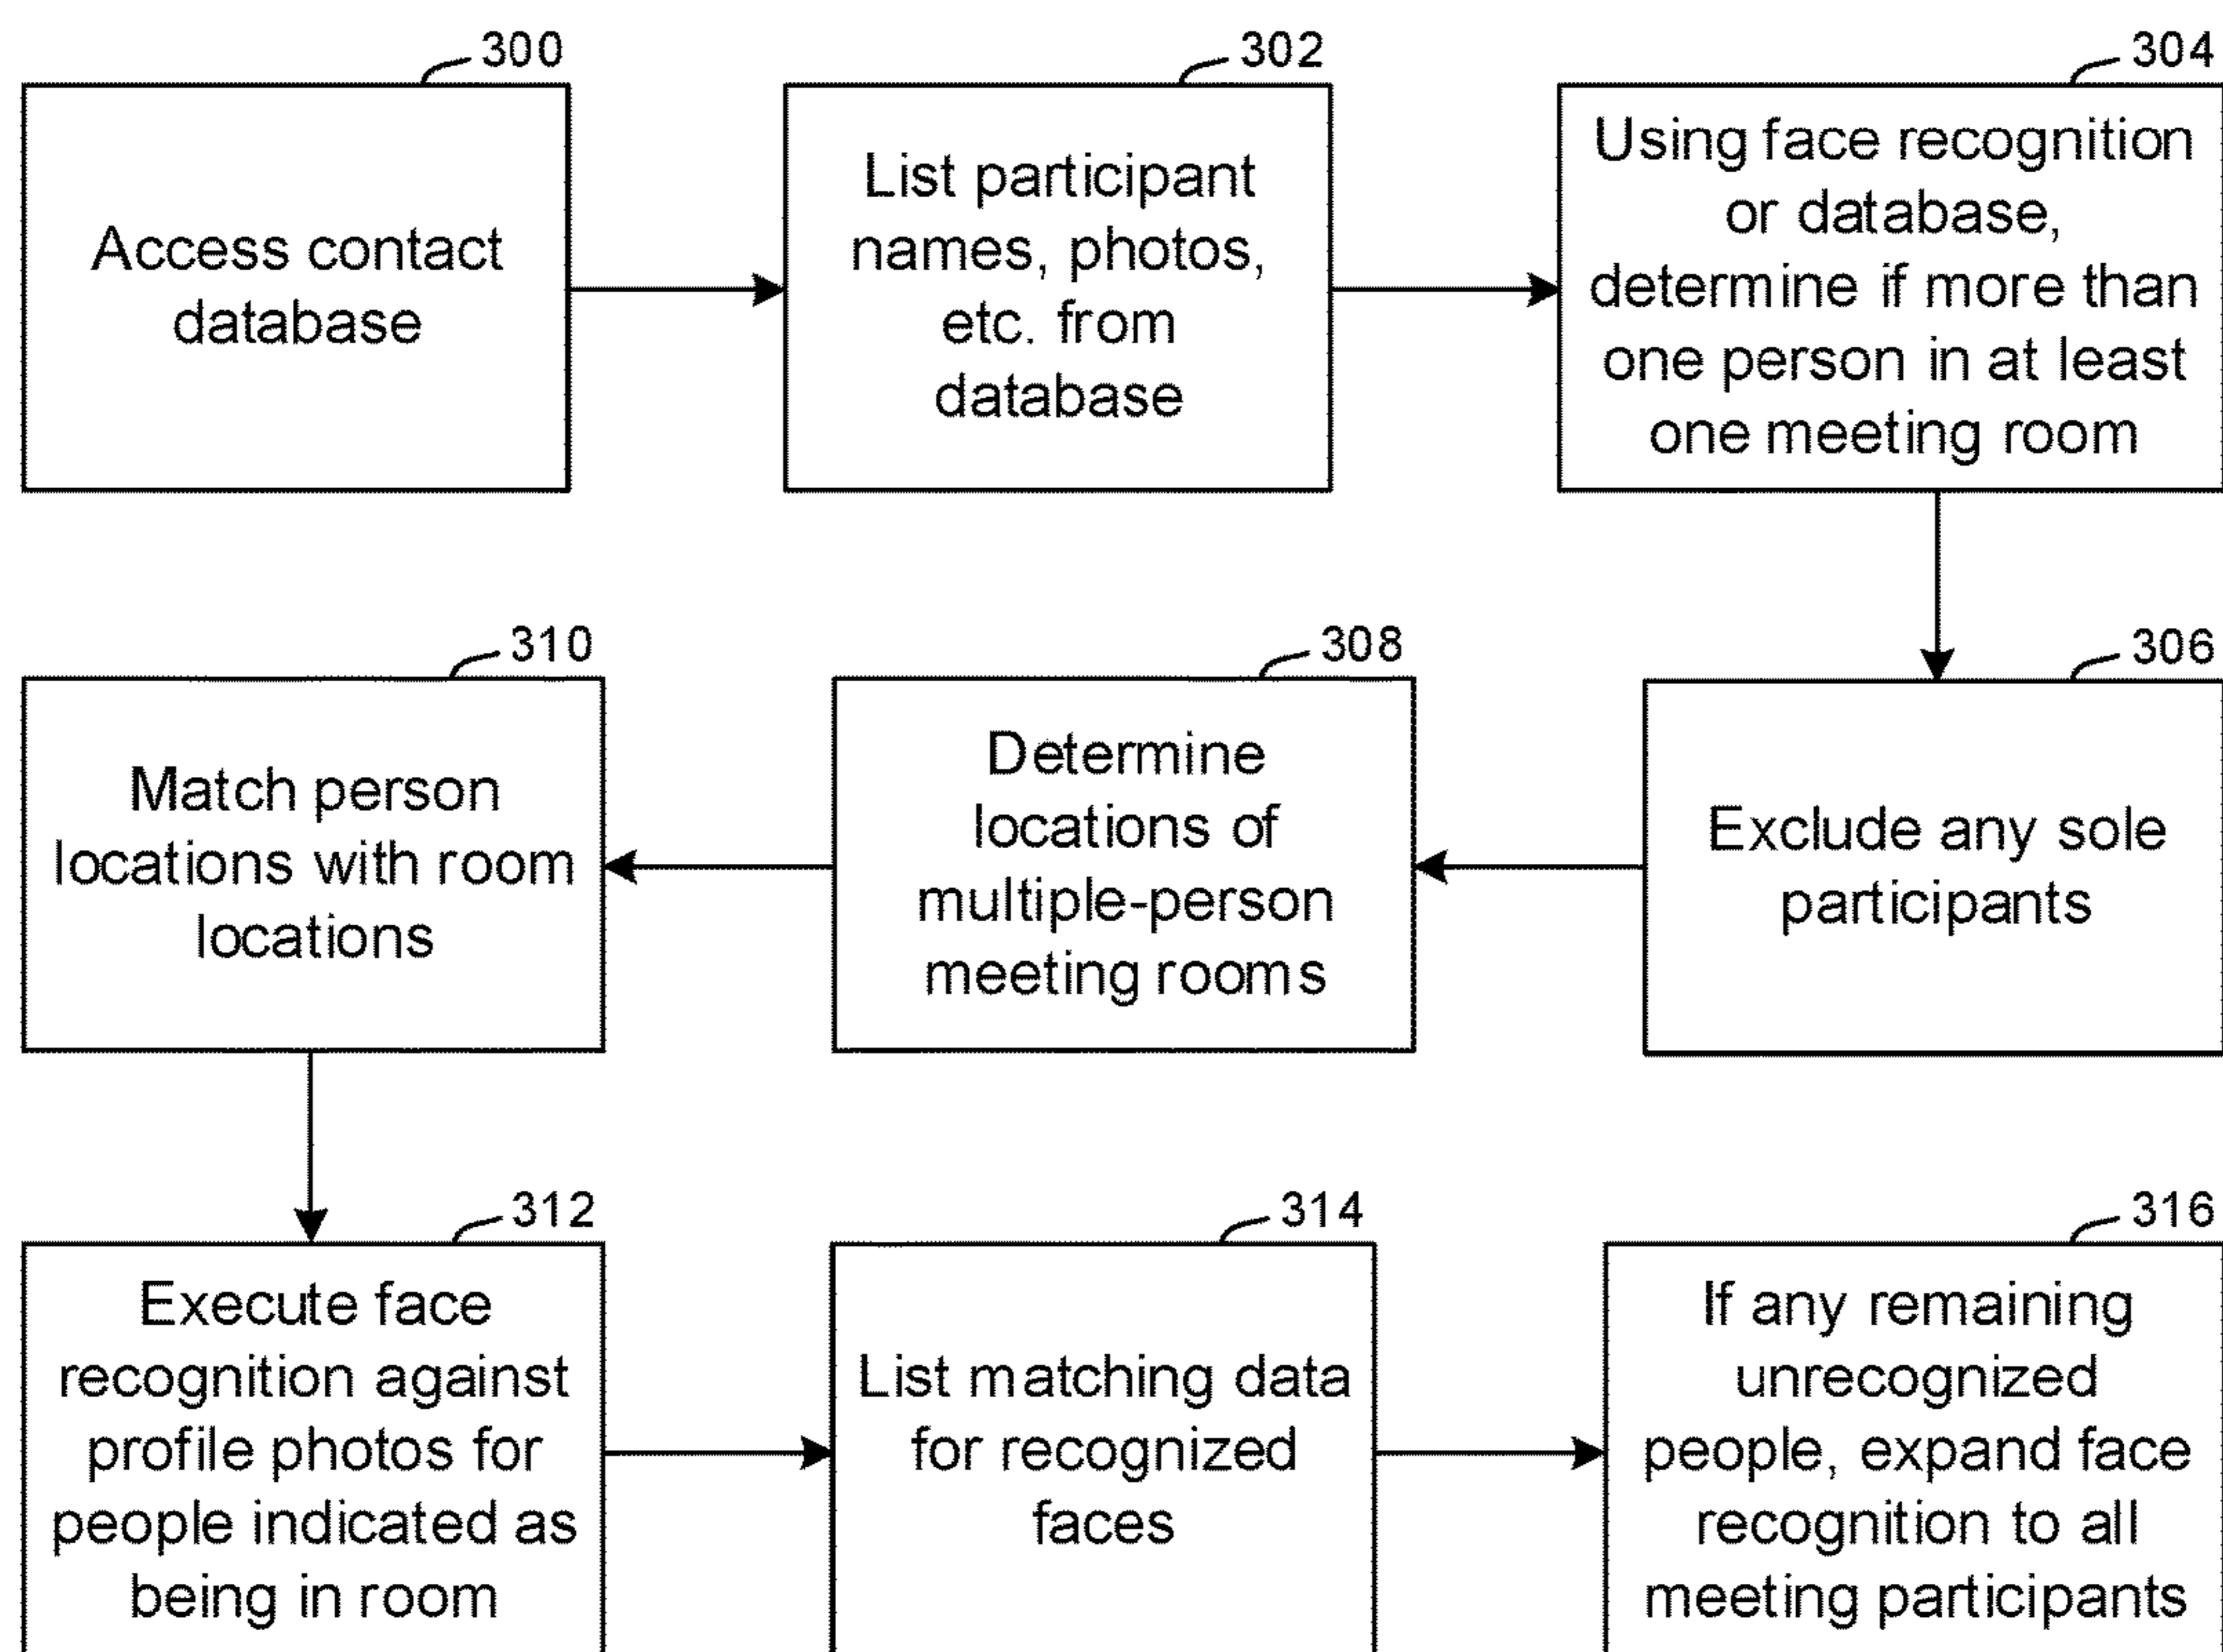 300
Access contact
database
302
List participant
names, photos,
etc. from
database
304
Using face recognition
or database,
determine if more than
one person in at least
one meeting room
306
Exclude any sole
participants
308
Determine
locations of
multiple-person
meeting rooms
310
Match person
locations with room
locations
312
Execute face
recognition against
profile photos for
people indicated as
being in room
314
List matching data
for recognized
faces
316
If any remaining
unrecognized
people, expand face
recognition to all
meeting participants